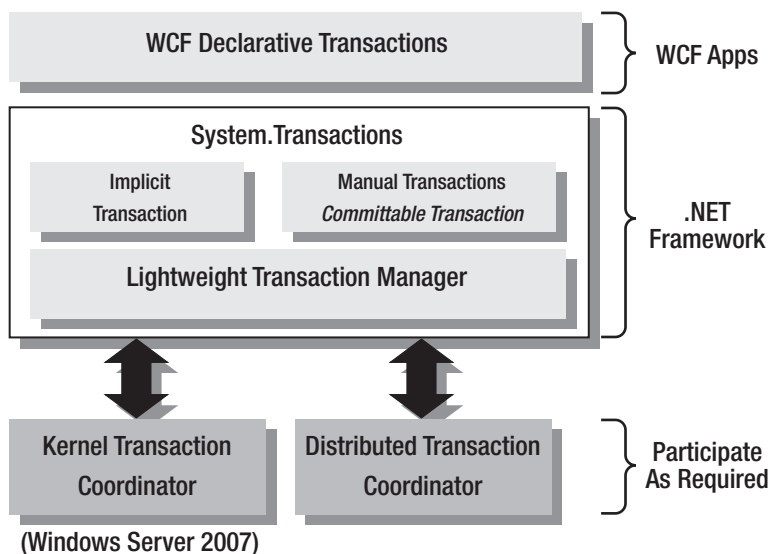 WCF Declarative Transactions
WCF Apps
System.Transactions
Implicit
Transaction
Manual Transactions
Committable Transaction
Lightweight Transaction Manager
.NET
Framework
Kernel Transaction
Coordinator
Distributed Transaction
Coordinator
Participate
As Required
(Windows Server 2007)